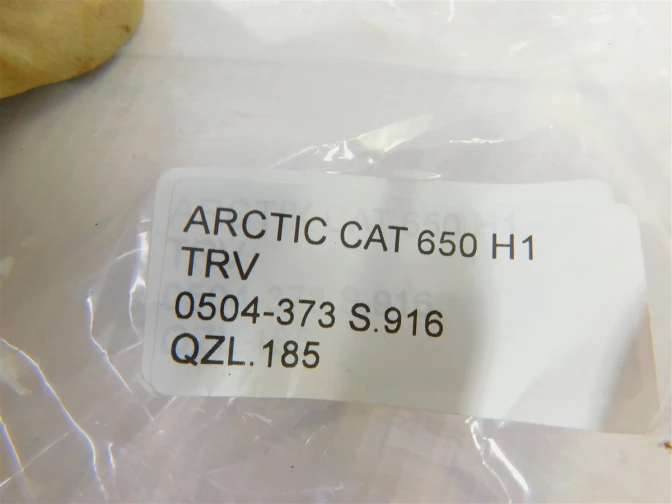 ARCTIC CAT 650 H1
TRV
0504-373 S.916
QZL.185